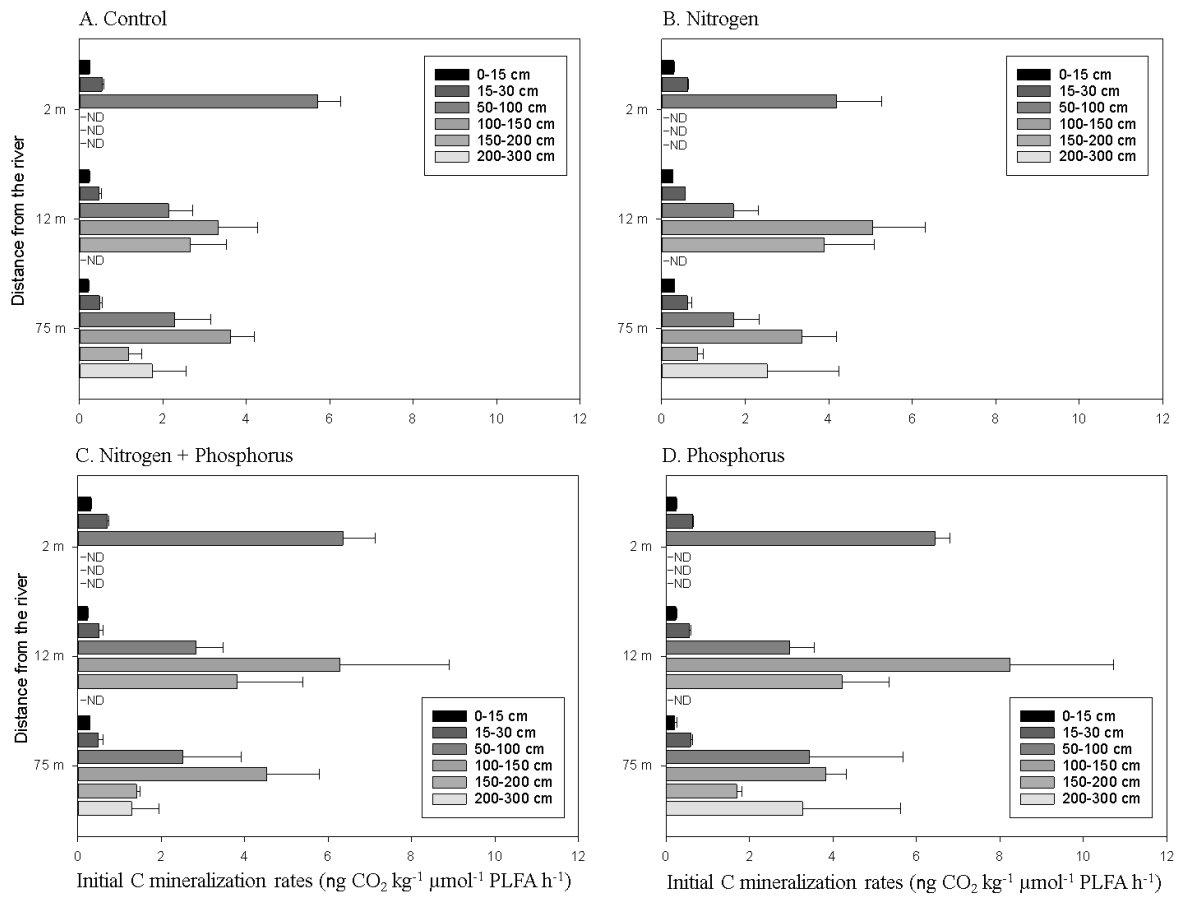 A. Control
B. Nitrogen
0-15 cm
15-30 cm
50-100 cm
100-150 cm
150-200 cm
200-300 cm
0-15 cm
15-30 cm
50-100 cm
100-150 cm
150-200 cm
200-300 cm
Distance from the river
2 m
-ND
-ND
-ND
12 m
-ND
75 m
0 2 4 6 8 10 12
2 m
-ND
-ND
-ND
12 m
-ND
75 m
0 2 4 6 8 10 12
C. Nitrogen + Phosphorus
D. Phosphorus
Distance from the river
2 m
-ND
-ND
-ND
12 m
-ND
75 m
0-15 cm
15-30 cm
50-100 cm
100-150 cm
150-200 cm
200-300 cm
0 2 4 6 8 10 12
2 m
-ND
-ND
-ND
12 m
-ND
75 m
0-15 cm
15-30 cm
50-100 cm
100-150 cm
150-200 cm
200-300 cm
0 2 4 6 8 10 12
Initial C mineralization rates (ng CO₂ kg⁻¹ μmol⁻¹ PLFA h⁻¹)
Initial C mineralization rates (ng CO₂ kg⁻¹ μmol⁻¹ PLFA h⁻¹)